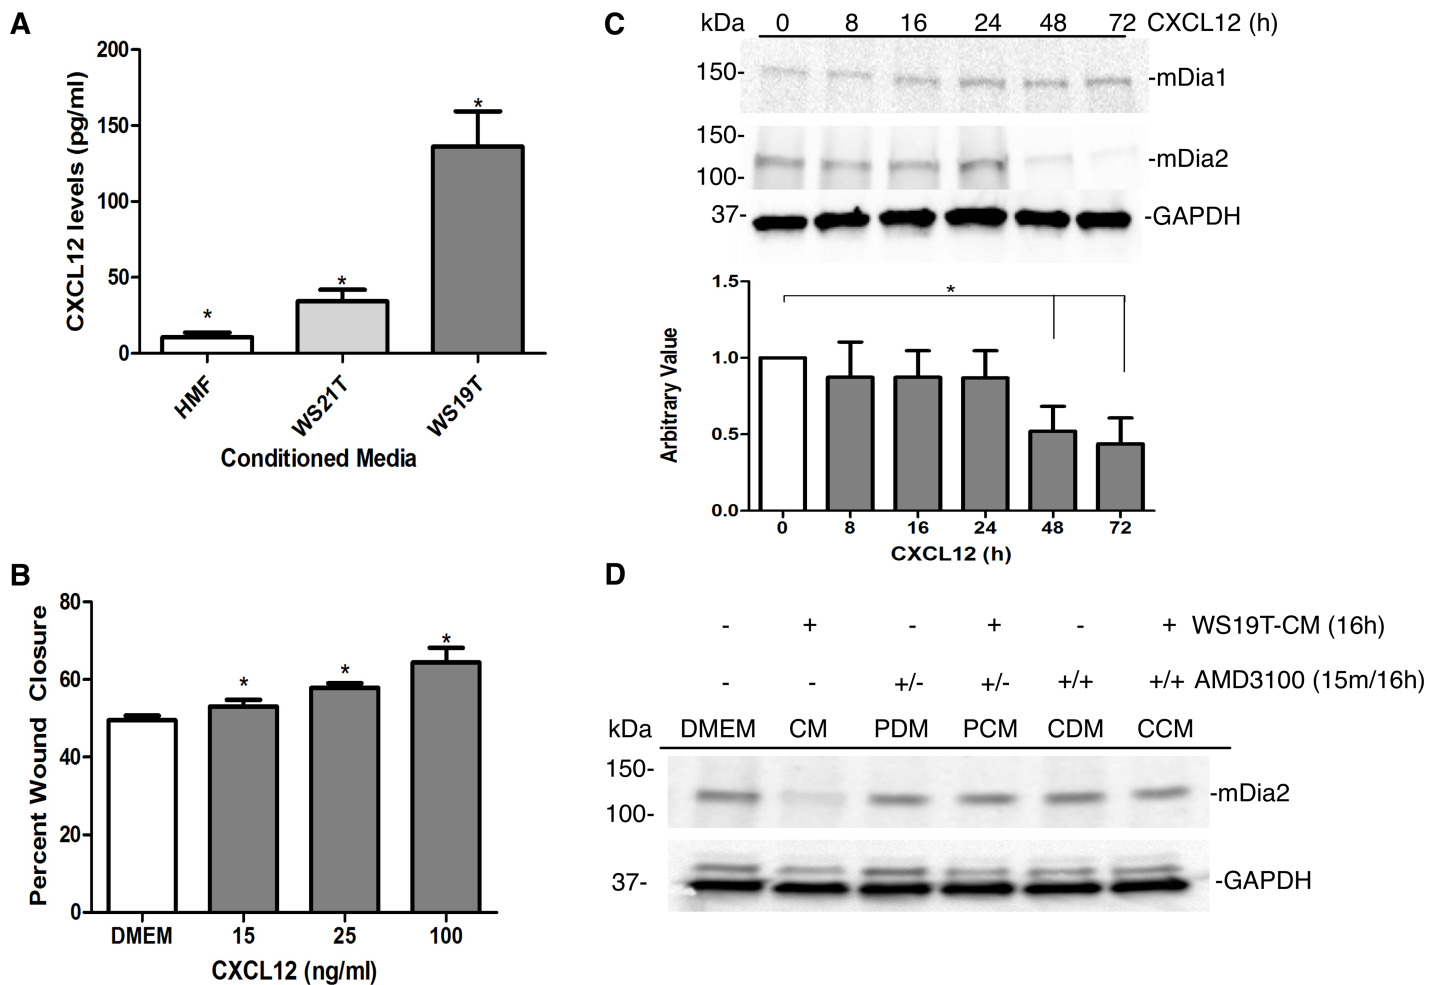 A
200
150
100
50
0
CXCL12 levels (pg/ml)
*
*
*
HMF
WS21T
WS19T
Conditioned Media
B
80
60
40
20
0
Percent Wound Closure
*
*
*
DMEM 15 25 100
CXCL12 (ng/ml)
C
kDa 0 8 16 24 48 72 CXCL12 (h)
150- -mDia1
150-
-mDia2
100-
37- -GAPDH
1.5
1.0
0.5
0.0
Arbitrary Value
*
0 8 16 24 48 72
CXCL12 (h)
D
- + - + - + WS19T-CM (16h)
- - +/- +/- +/+ +/+ AMD3100 (15m/16h)
kDa DMEM CM PDM PCM CDM CCM
150-
-mDia2
100-
37- -GAPDH